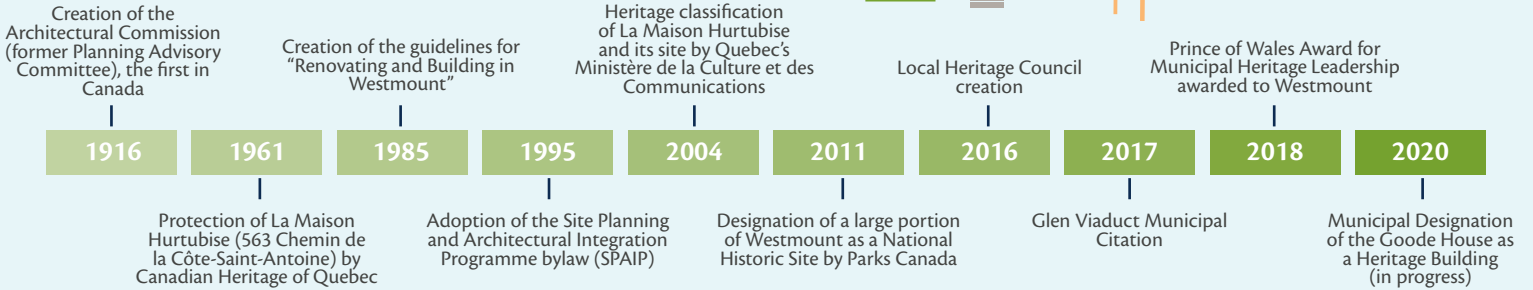 Creation of the
Architectural Commission
(former Planning Advisory
Committee), the first in
Canada
Creation of the guidelines for
“Renovating and Building in
Westmount”
Heritage classification
of La Maison Hurtubise
and its site by Quebec’s
Ministère de la Culture et des
Communications
Local Heritage Council
creation
Prince of Wales Award for
Municipal Heritage Leadership
awarded to Westmount
1916
1961
1985
1995
2004
2011
2016
2017
2018
2020
Protection of La Maison
Hurtubise (563 Chemin de
la Côte-Saint-Antoine) by
Canadian Heritage of Quebec
Adoption of the Site Planning
and Architectural Integration
Programme bylaw (SPAIP)
Designation of a large portion
of Westmount as a National
Historic Site by Parks Canada
Glen Viaduct Municipal
Citation
Municipal Designation
of the Goode House as
a Heritage Building
(in progress)